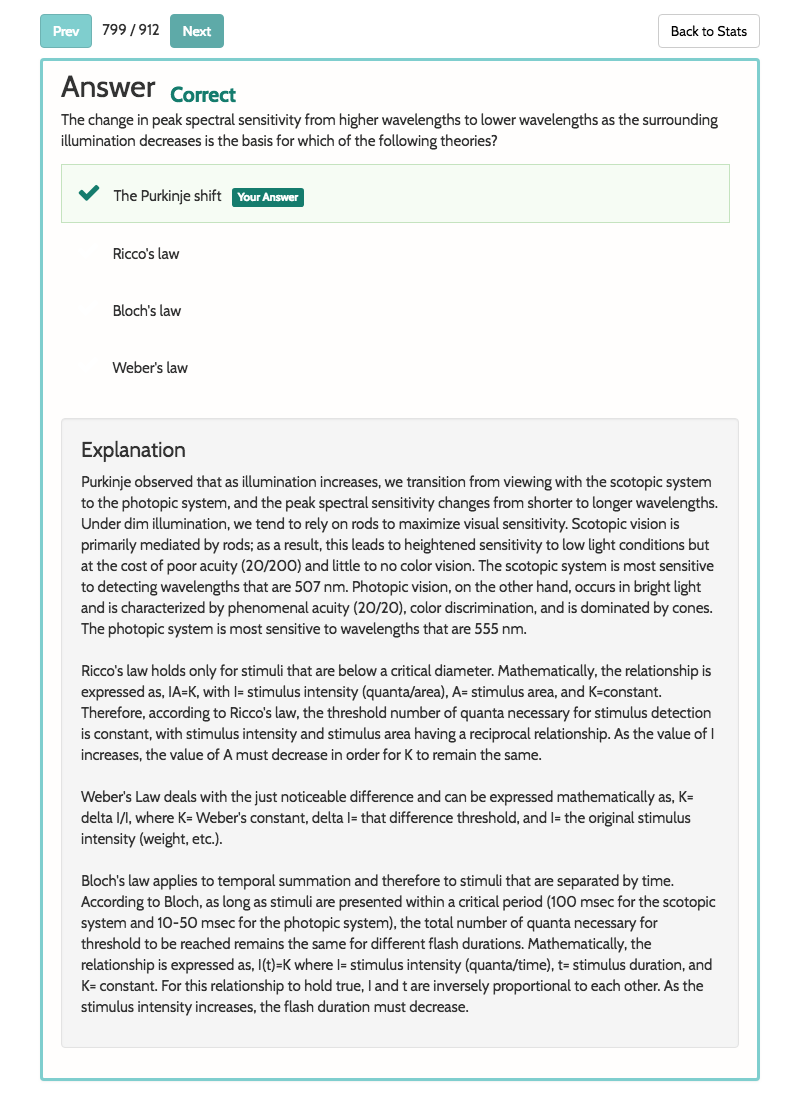 Prev 799 / 912 Next Back to Stats
Answer Correct
The change in peak spectral sensitivity from higher wavelengths to lower wavelengths as the surrounding
illumination decreases is the basis for which of the following theories?
The Purkinje shift Your Answer
Ricco's law
Bloch's law
Weber's law
Explanation
Purkinje observed that as illumination increases, we transition from viewing with the scotopic system
to the photopic system, and the peak spectral sensitivity changes from shorter to longer wavelengths.
Under dim illumination, we tend to rely on rods to maximize visual sensitivity. Scotopic vision is
primarily mediated by rods; as a result, this leads to heightened sensitivity to low light conditions but
at the cost of poor acuity (20/200) and little to no color vision. The scotopic system is most sensitive
to detecting wavelengths that are 507 nm. Photopic vision, on the other hand, occurs in bright light
and is characterized by phenomenal acuity (20/20), color discrimination, and is dominated by cones.
The photopic system is most sensitive to wavelengths that are 555 nm.
Ricco's law holds only for stimuli that are below a critical diameter. Mathematically, the relationship is
expressed as, IA=K, with I= stimulus intensity (quanta/area), A= stimulus area, and K=constant.
Therefore, according to Ricco's law, the threshold number of quanta necessary for stimulus detection
is constant, with stimulus intensity and stimulus area having a reciprocal relationship. As the value of I
increases, the value of A must decrease in order for K to remain the same.
Weber's Law deals with the just noticeable difference and can be expressed mathematically as, K=
delta I/I, where K= Weber's constant, delta I= that difference threshold, and I= the original stimulus
intensity (weight, etc.).
Bloch's law applies to temporal summation and therefore to stimuli that are separated by time.
According to Bloch, as long as stimuli are presented within a critical period (100 msec for the scotopic
system and 10-50 msec for the photopic system), the total number of quanta necessary for
threshold to be reached remains the same for different flash durations. Mathematically, the
relationship is expressed as, I(t)=K where I= stimulus intensity (quanta/time), t= stimulus duration, and
K= constant. For this relationship to hold true, I and t are inversely proportional to each other. As the
stimulus intensity increases, the flash duration must decrease.